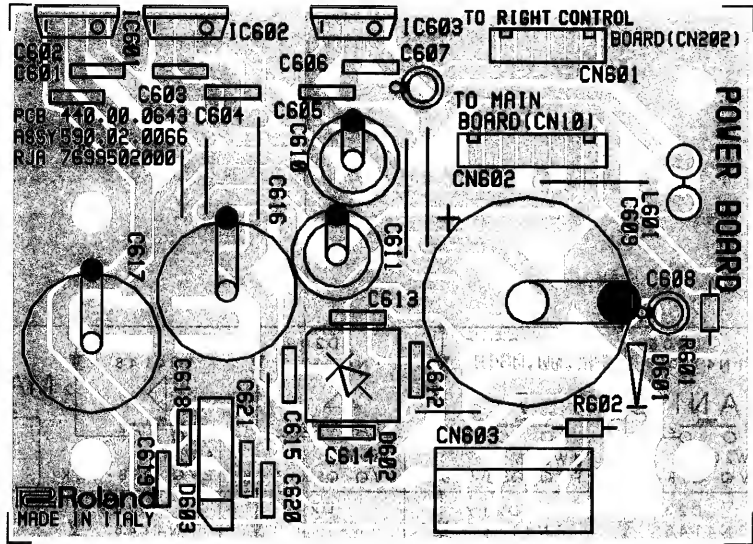 IC601
IC602
IC603
TO RIGHT CONTROL
BOARD(CN202)
CN601
C602
C601
C603
C604
C606
C605
C607
TO MAIN
BOARD(CN10)
CN602
PCB 440.00.0643
ASSY 590.02.0066
RJA 7699502000
C610
C616
C611
C617
+
C609
L601
POWER BOARD
C608
R601
D601
R602
C613
C612
C614
D602
C615
C618
C621
C619
C620
D603
CN603
Roland
MADE IN ITALY